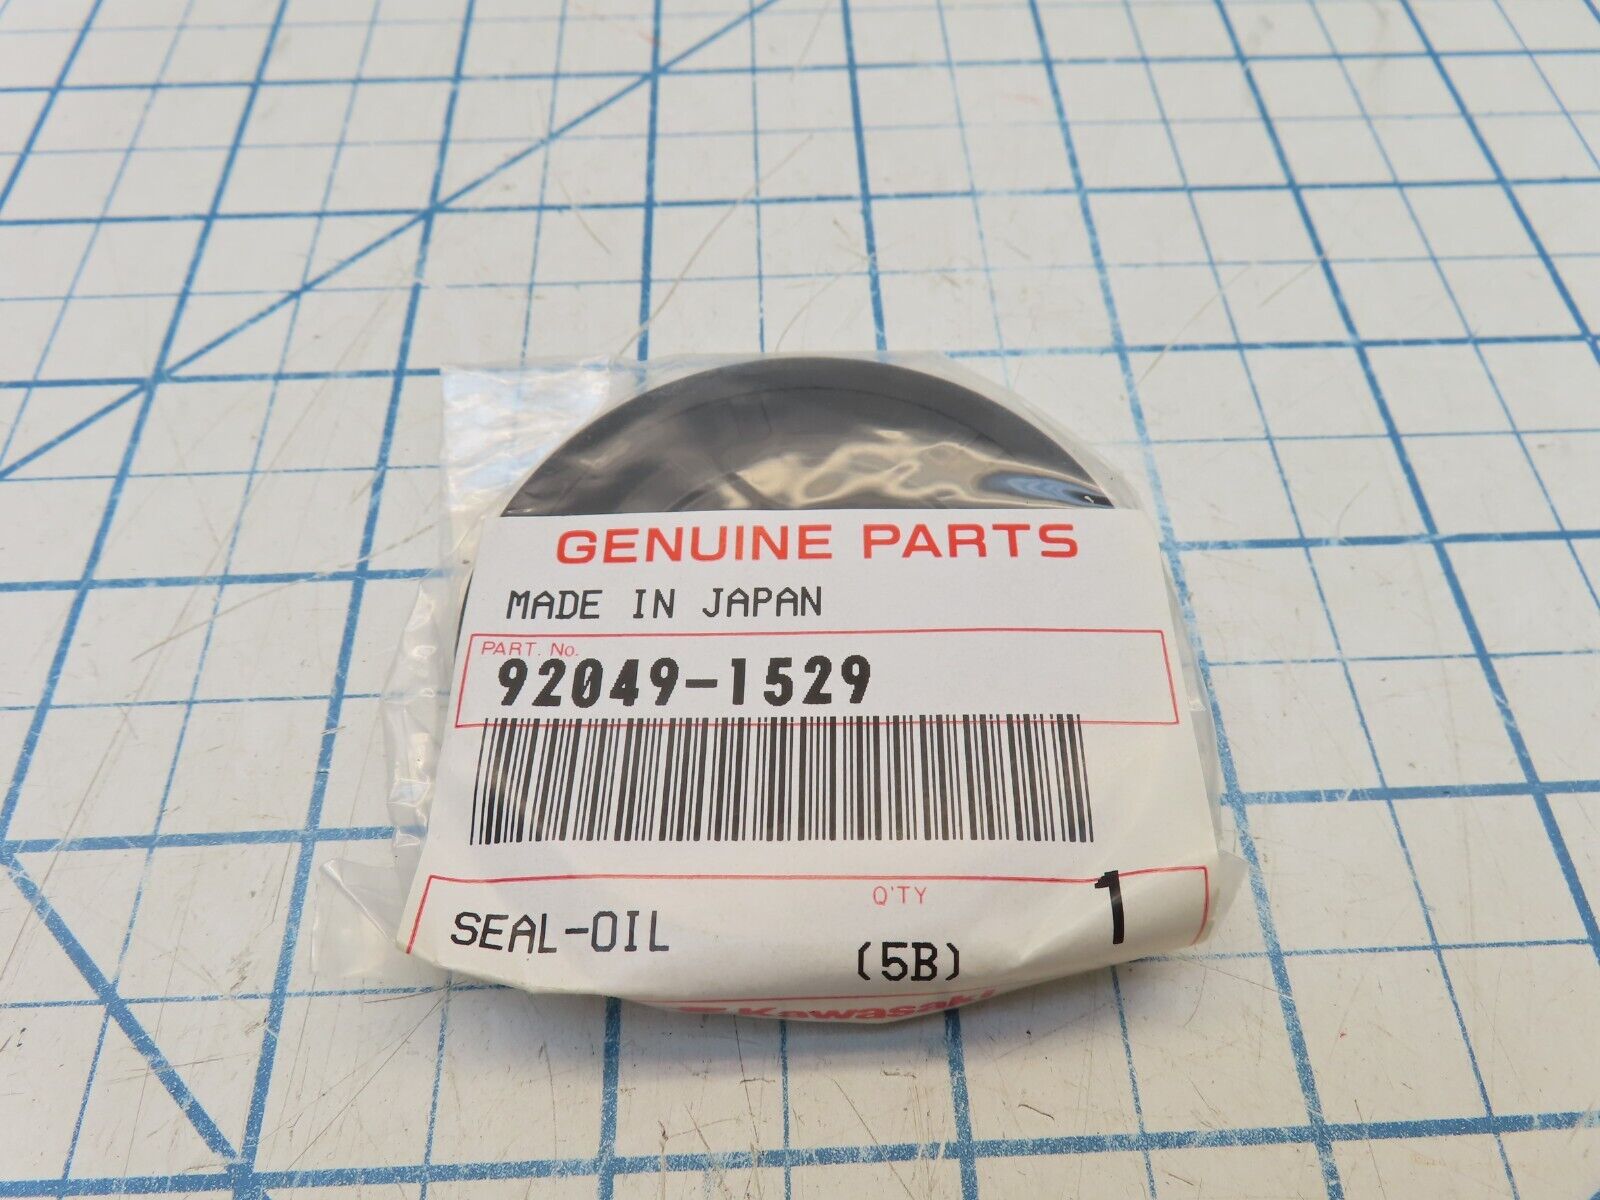 GENUINE PARTS
MADE IN JAPAN
PART. No.
92049-1529
Q'TY
1
SEAL-OIL
(5B)
Kawasaki